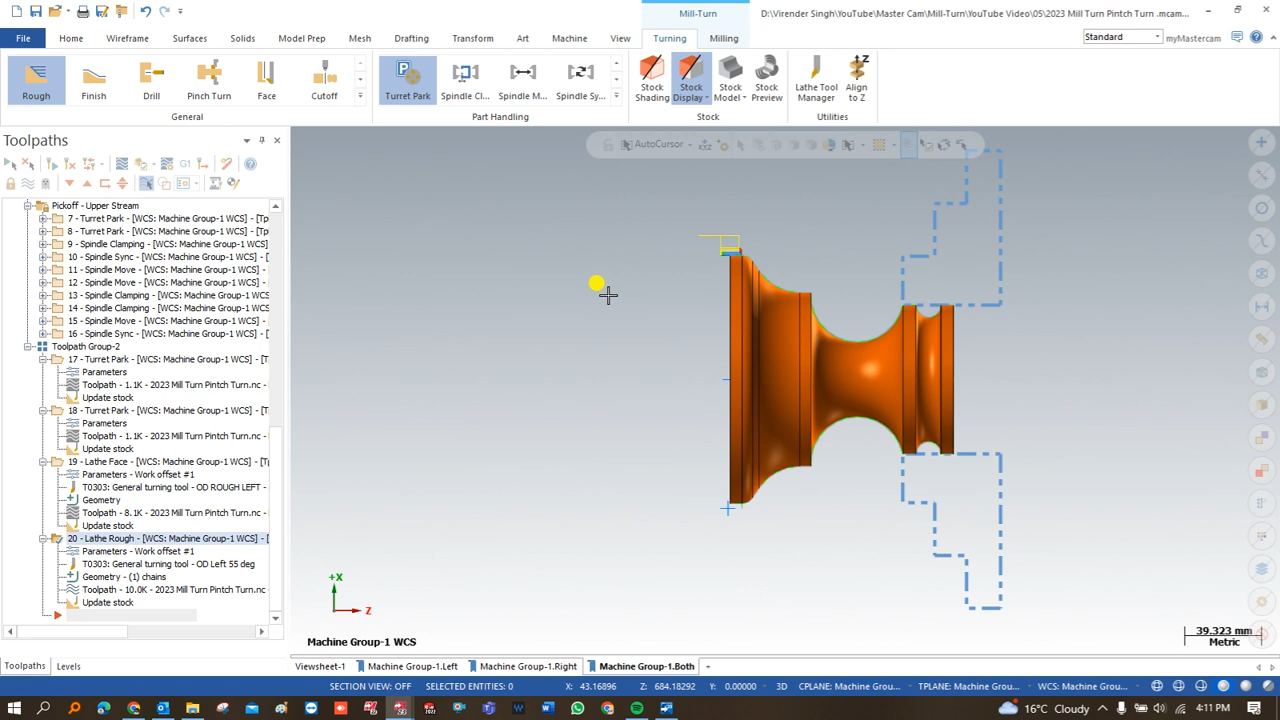 Mill-Turn
D:\Virender Singh\YouTube\Master Cam\Mill-Turn\YouTube Video\05\2023 Mill Turn Pintch Turn .mcam...
File
Home
Wireframe
Surfaces
Solids
Model Prep
Mesh
Drafting
Transform
Art
Machine
View
Turning
Milling
Standard
myMastercam
Rough
Finish
Drill
Pinch Turn
Face
Cutoff
Turret Park
Spindle Cl...
Spindle M...
Spindle Sy...
Stock Shading
Stock Display
Stock Model
Stock Preview
Lathe Tool Manager
Align to Z
General
Part Handling
Stock
Utilities
Toolpaths
AutoCursor
G1
Pickoff - Upper Stream
7 - Turret Park - [WCS: Machine Group-1 WCS] - [Tp
8 - Turret Park - [WCS: Machine Group-1 WCS] - [Tp
9 - Spindle Clamping - [WCS: Machine Group-1 WCS
10 - Spindle Sync - [WCS: Machine Group-1 WCS] - [
11 - Spindle Move - [WCS: Machine Group-1 WCS] -
12 - Spindle Move - [WCS: Machine Group-1 WCS] -
13 - Spindle Clamping - [WCS: Machine Group-1 WC
14 - Spindle Clamping - [WCS: Machine Group-1 WC
15 - Spindle Move - [WCS: Machine Group-1 WCS] -
16 - Spindle Sync - [WCS: Machine Group-1 WCS] - [
Toolpath Group-2
17 - Turret Park - [WCS: Machine Group-1 WCS] - [T
Parameters
Toolpath - 1.1K - 2023 Mill Turn Pintch Turn.nc -
Update stock
18 - Turret Park - [WCS: Machine Group-1 WCS] - [T
Parameters
Toolpath - 1.1K - 2023 Mill Turn Pintch Turn.nc -
Update stock
19 - Lathe Face - [WCS: Machine Group-1 WCS] - [Tp
Parameters - Work offset #1
T0303: General turning tool - OD ROUGH LEFT -
Geometry
Toolpath - 8.1K - 2023 Mill Turn Pintch Turn.nc -
Update stock
20 - Lathe Rough - [WCS: Machine Group-1 WCS] - [
Parameters - Work offset #1
T0303: General turning tool - OD Left 55 deg
Geometry - (1) chains
Toolpath - 10.0K - 2023 Mill Turn Pintch Turn.nc
Update stock
+X
Z
Machine Group-1 WCS
39.323 mm
Metric
Toolpaths
Levels
Viewsheet-1
Machine Group-1.Left
Machine Group-1.Right
Machine Group-1.Both
+
SECTION VIEW: OFF
SELECTED ENTITIES: 0
X: 43.16896
Z: 684.18292
Y: 0.00000
3D
CPLANE: Machine Grou...
TPLANE: Machine Grou...
WCS: Machine Grou...
16°C Cloudy
4:11 PM